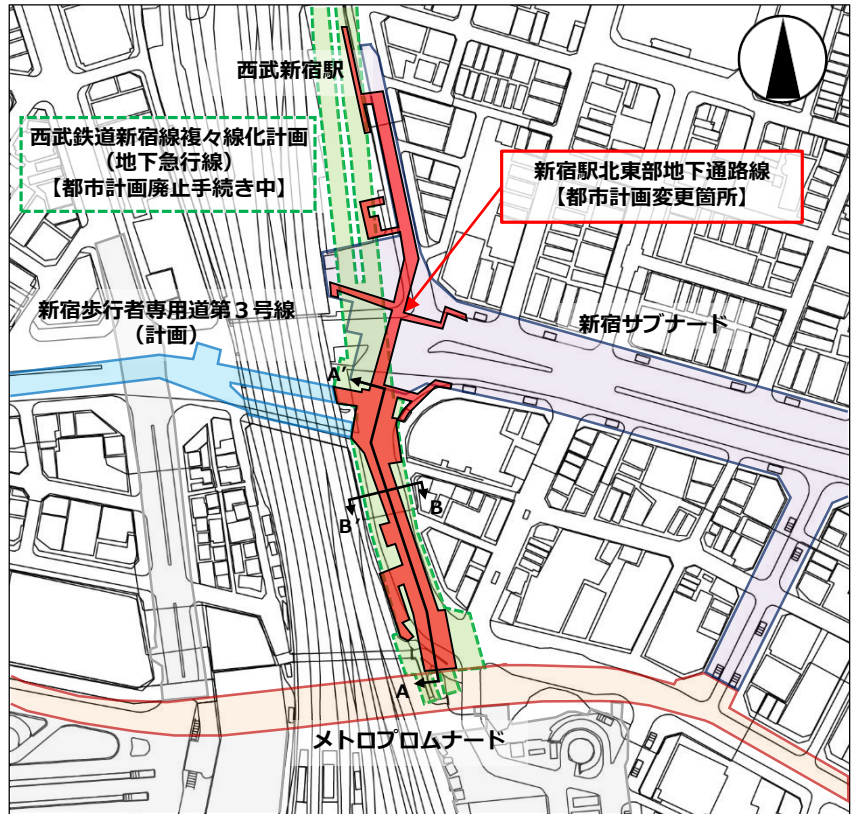 西武新宿駅
西武鉄道新宿線複々線化計画
（地下急行線）
【都市計画廃止手続き中】
新宿駅北東部地下通路線
【都市計画変更箇所】
新宿歩行者専用道第３号線
（計画）
新宿サブナード
A'
B
B'
A
メトロプロムナード